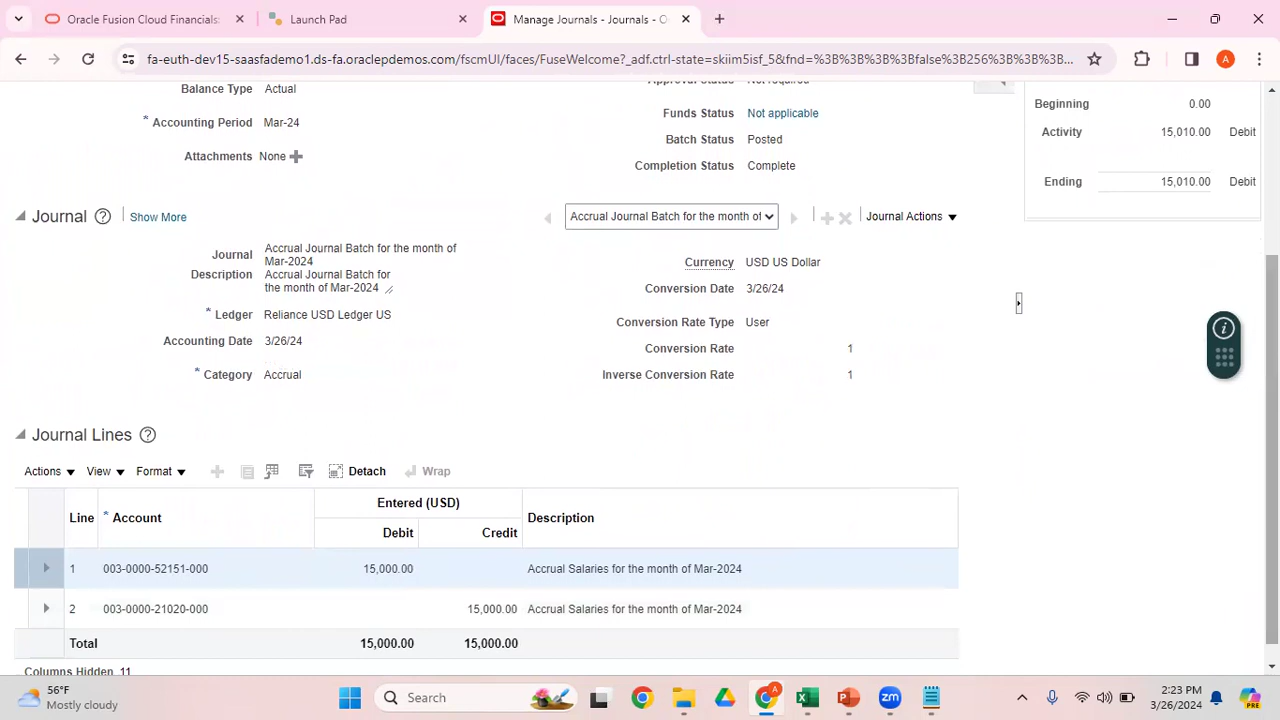 Oracle Fusion Cloud Financials:
Launch Pad
Manage Journals - Journals - O
fa-euth-dev15-saasfademo1.ds-fa.oraclepdemos.com/fscmUI/faces/FuseWelcome?_adf.ctrl-state=skiim5isf_5&fnd=%3B%3B%3B%3Bfalse%3B256%3B%3B%3...
A
Balance Type Actual
* Accounting Period Mar-24
Attachments None
Approval Status Not required
Funds Status Not applicable
Batch Status Posted
Completion Status Complete
Beginning 0.00
Activity 15,010.00 Debit
Ending 15,010.00 Debit
Journal ? Show More
Accrual Journal Batch for the month of
Journal Actions
Journal Accrual Journal Batch for the month of
Mar-2024
Description Accrual Journal Batch for
the month of Mar-2024
* Ledger Reliance USD Ledger US
Accounting Date 3/26/24
* Category Accrual
Currency USD US Dollar
Conversion Date 3/26/24
Conversion Rate Type User
Conversion Rate 1
Inverse Conversion Rate 1
i
Journal Lines ?
Actions View Format Detach Wrap
Entered (USD)
Line * Account Description
Debit Credit
1 003-0000-52151-000 15,000.00 Accrual Salaries for the month of Mar-2024
2 003-0000-21020-000 15,000.00 Accrual Salaries for the month of Mar-2024
Total 15,000.00 15,000.00
Columns Hidden 11
56°F
Mostly cloudy
Search
2:23 PM
3/26/2024
PRE